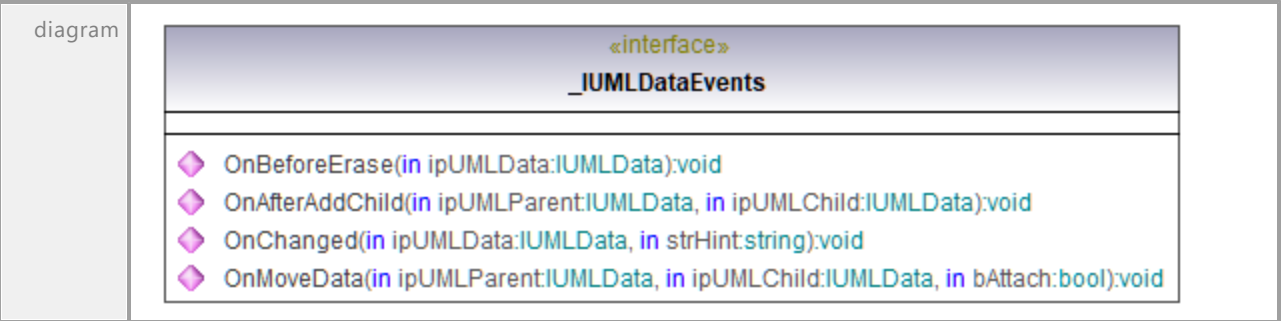 diagram
«interface»
_IUMLDataEvents
OnBeforeErase(in ipUMLData:IUMLData):void
OnAfterAddChild(in ipUMLParent:IUMLData, in ipUMLChild:IUMLData):void
OnChanged(in ipUMLData:IUMLData, in strHint:string):void
OnMoveData(in ipUMLParent:IUMLData, in ipUMLChild:IUMLData, in bAttach:bool):void